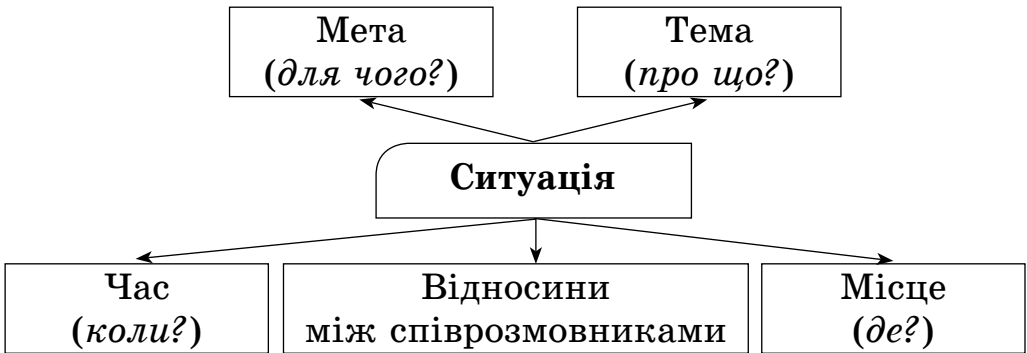 Мета
(для чого?)
Тема
(про що?)
Ситуація
Час
(коли?)
Відносини
між співрозмовниками
Місце
(де?)